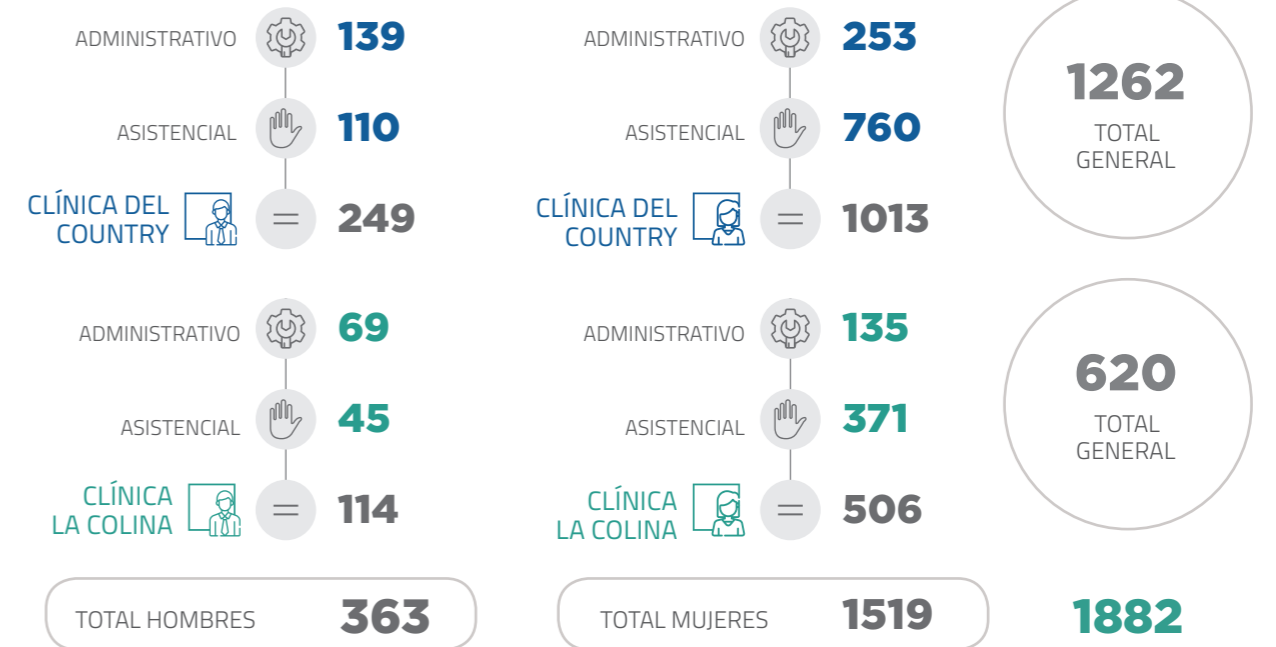 ADMINISTRATIVO 139
ASISTENCIAL 110
CLÍNICA DEL
COUNTRY = 249
ADMINISTRATIVO 253
ASISTENCIAL 760
CLÍNICA DEL
COUNTRY = 1013
1262
TOTAL
GENERAL
ADMINISTRATIVO 69
ASISTENCIAL 45
CLÍNICA
LA COLINA = 114
ADMINISTRATIVO 135
ASISTENCIAL 371
CLÍNICA
LA COLINA = 506
620
TOTAL
GENERAL
TOTAL HOMBRES 363
TOTAL MUJERES 1519
1882